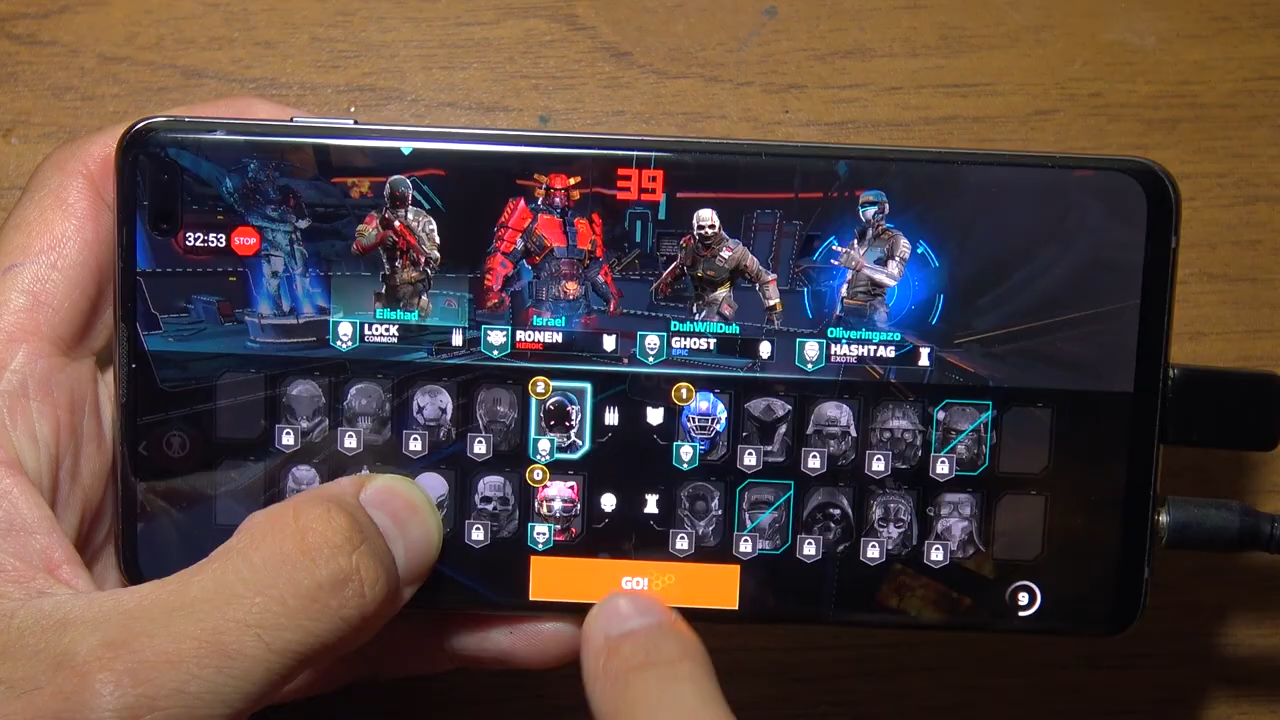 39
32:53 STOP
Elishad
LOCK
COMMON
Israel
RONEN
HEROIC
DuhWillDuh
GHOST
EPIC
Oliveringazo
HASHTAG
EXOTIC
2
1
0
GO!
9